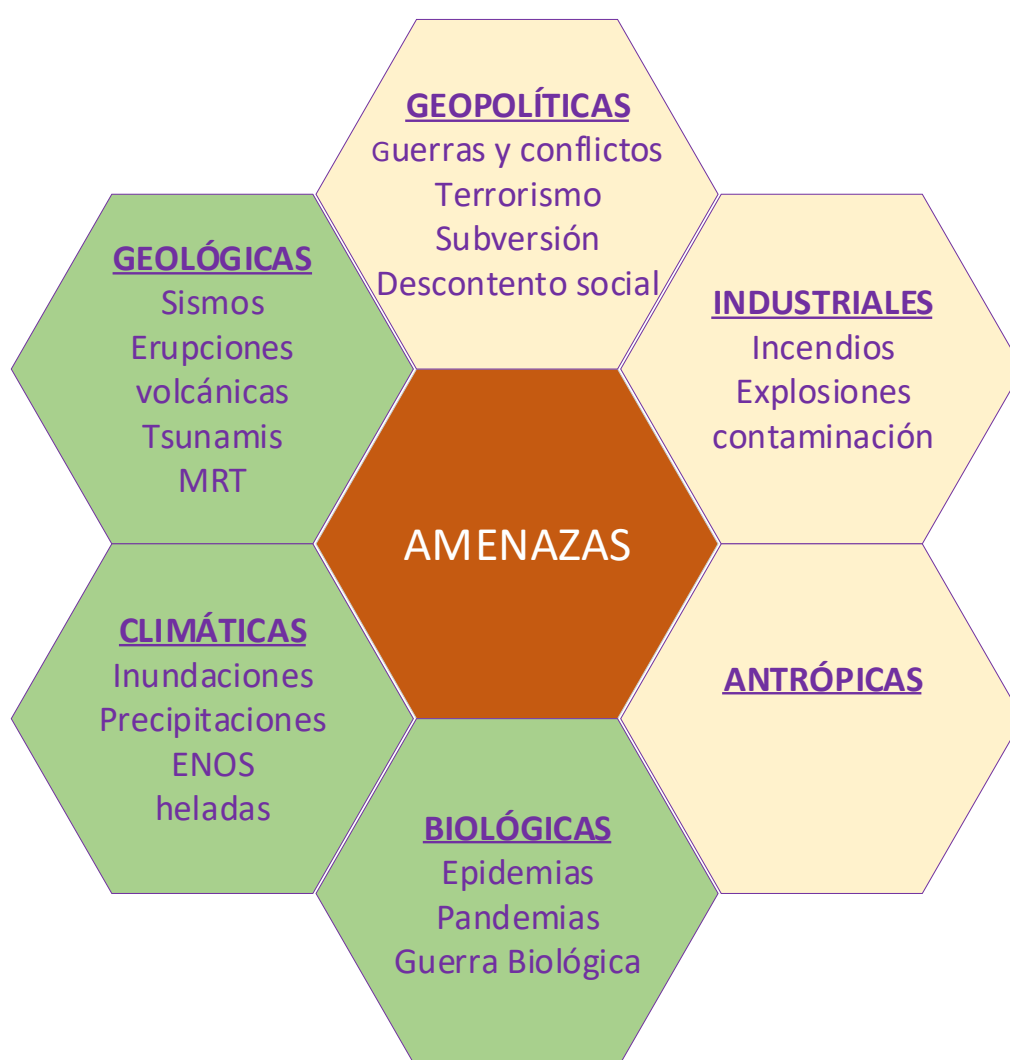 GEOPOLÍTICAS
Guerras y conflictos
Terrorismo
Subversión
Descontento social
GEOLÓGICAS
Sismos
Erupciones
volcánicas
Tsunamis
MRT
INDUSTRIALES
Incendios
Explosiones
contaminación
AMENAZAS
CLIMÁTICAS
Inundaciones
Precipitaciones
ENOS
heladas
ANTRÓPICAS
BIOLÓGICAS
Epidemias
Pandemias
Guerra Biológica